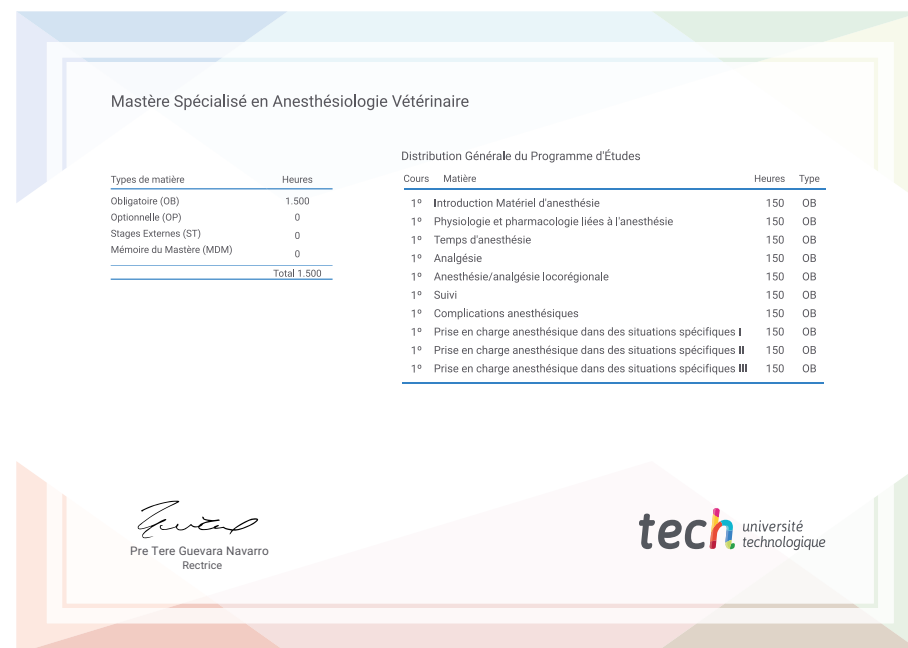 Mastère Spécialisé en Anesthésiologie Vétérinaire
Types de matière Heures
Obligatoire (OB) 1.500
Optionnelle (OP) 0
Stages Externes (ST) 0
Mémoire du Mastère (MDM) 0
Total 1.500
Distribution Générale du Programme d'Études
Cours Matière Heures Type
1º Introduction Matériel d'anesthésie 150 OB
1º Physiologie et pharmacologie liées à l'anesthésie 150 OB
1º Temps d'anesthésie 150 OB
1º Analgésie 150 OB
1º Anesthésie/analgésie locorégionale 150 OB
1º Suivi 150 OB
1º Complications anesthésiques 150 OB
1º Prise en charge anesthésique dans des situations spécifiques I 150 OB
1º Prise en charge anesthésique dans des situations spécifiques II 150 OB
1º Prise en charge anesthésique dans des situations spécifiques III 150 OB
Pre Tere Guevara Navarro
Rectrice
tech université
technologique